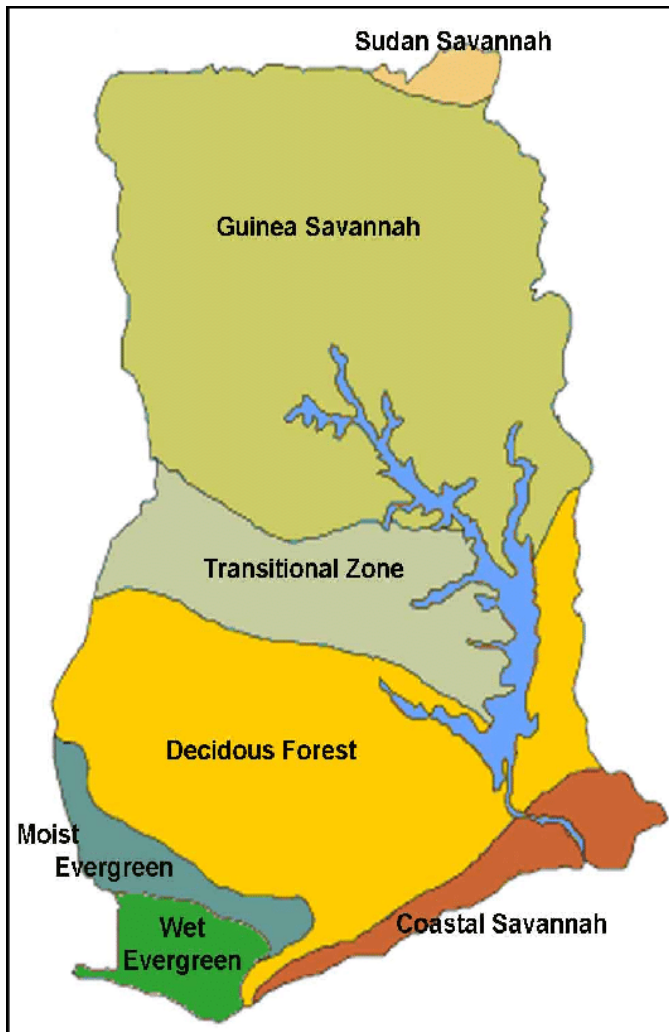 Sudan Savannah
Guinea Savannah
Transitional Zone
Decidous Forest
Moist
Evergreen
Wet
Evergreen
Coastal Savannah